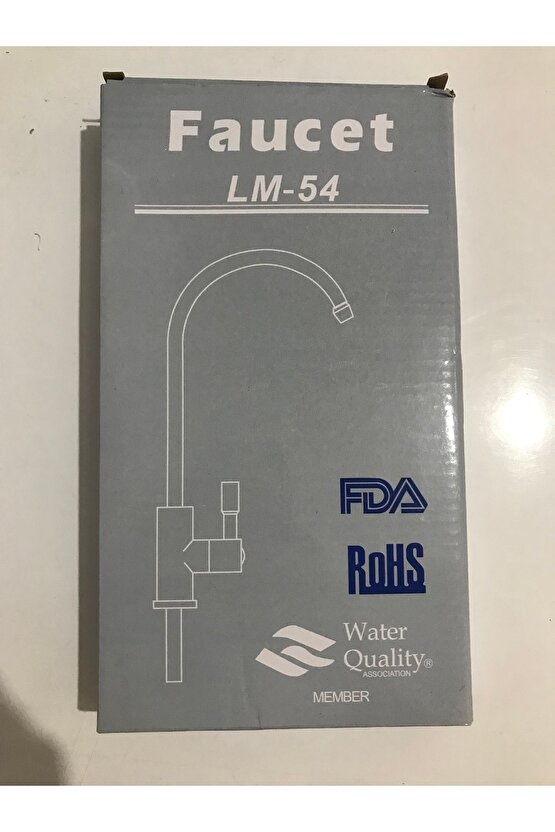 Faucet
LM-54
FDA
RoHS
Water
Quality®
ASSOCIATION
MEMBER